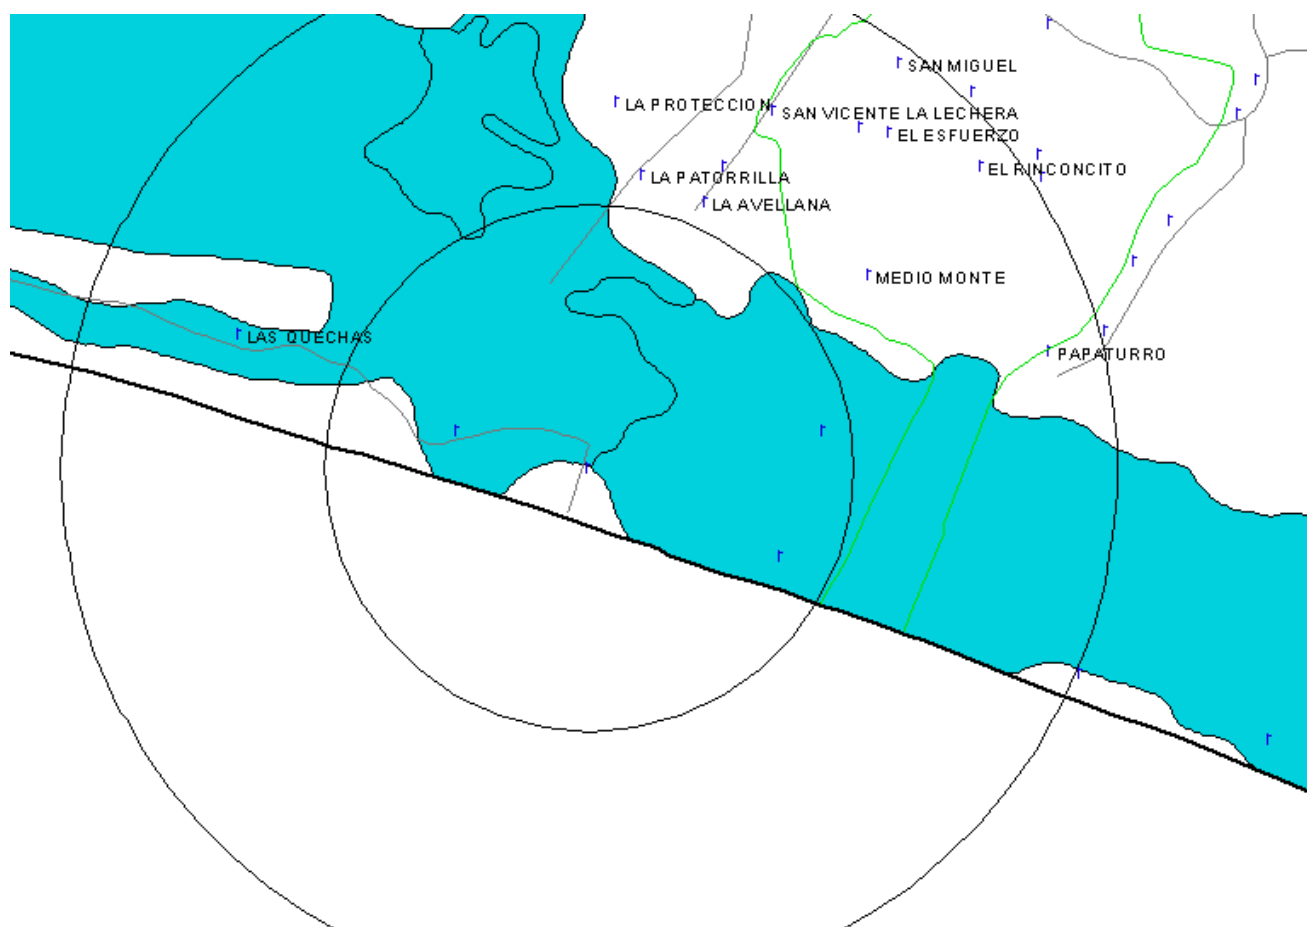 SAN MIGUEL
LA PROTECCION
SAN VICENTE LA LECHERA
EL ESFUERZO
EL RINCONCITO
LA PATORRILLA
LA AVELLANA
MEDIO MONTE
LAS QUECHAS
PAPATURRO